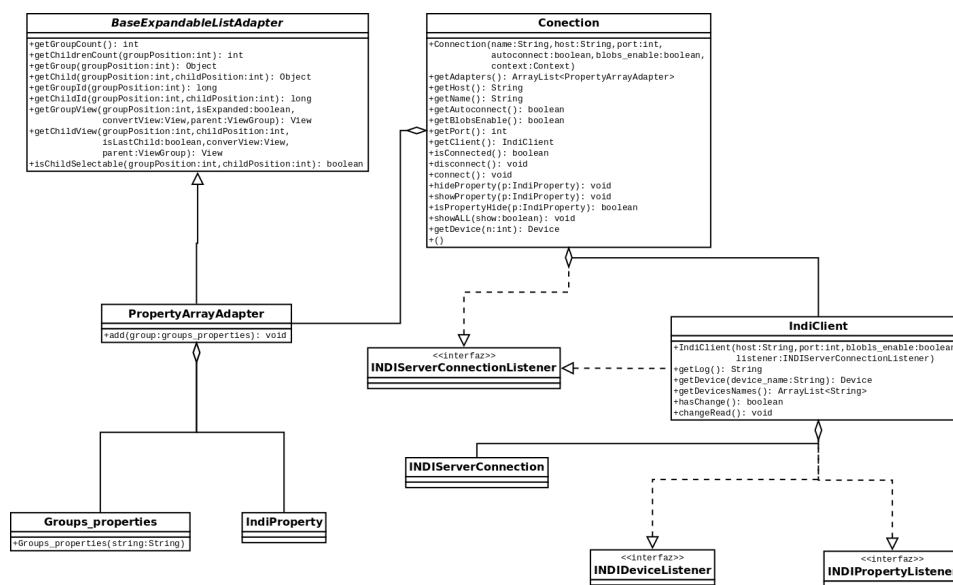 BaseExpandableListAdapter
+getGroupCount(): int
+getChildrenCount(groupPosition:int): int
+getGroup(groupPosition:int): Object
+getChild(groupPosition:int,childPosition:int): Object
+getGroupId(groupPosition:int): long
+getChildId(groupPosition:int,childPosition:int): long
+getGroupView(groupPosition:int,isExpanded:boolean,
convertView:View,parent:ViewGroup): View
+getChildView(groupPosition:int,childPosition:int,
isLastChild:boolean,converView:View,
parent:ViewGroup): View
+isChildSelectable(groupPosition:int,childPosition:int): boolean
Conection
+Connection(name:String,host:String,port:int,
autoconnect:boolean,blobs_enable:boolean,
context:Context)
+getAdapters(): ArrayList<PropertyArrayAdapter>
+getHost(): String
+getName(): String
+getAutoconnect(): boolean
+getBlobsEnable(): boolean
+getPort(): int
+getClient(): IndiClient
+isConnected(): boolean
+disconnect(): void
+connect(): void
+hideProperty(p:IndiProperty): void
+showProperty(p:IndiProperty): void
+isPropertyHide(p:IndiProperty): boolean
+showALL(show:boolean): void
+getDevice(n:int): Device
+()
PropertyArrayAdapter
+add(group:groups_properties): void
<<interfaz>>
INDIServerConnectionListener
IndiClient
+IndiClient(host:String,port:int,blobls_enable:boolean
listener:INDIServerConnectionListener)
+getLog(): String
+getDevice(device_name:String): Device
+getDevicesNames(): ArrayList<String>
+hasChange(): boolean
+changeRead(): void
INDIServerConnection
Groups_properties
+Groups_properties(string:String)
IndiProperty
<<interfaz>>
INDIDeviceListener
<<interfaz>>
INDIPropertyListener